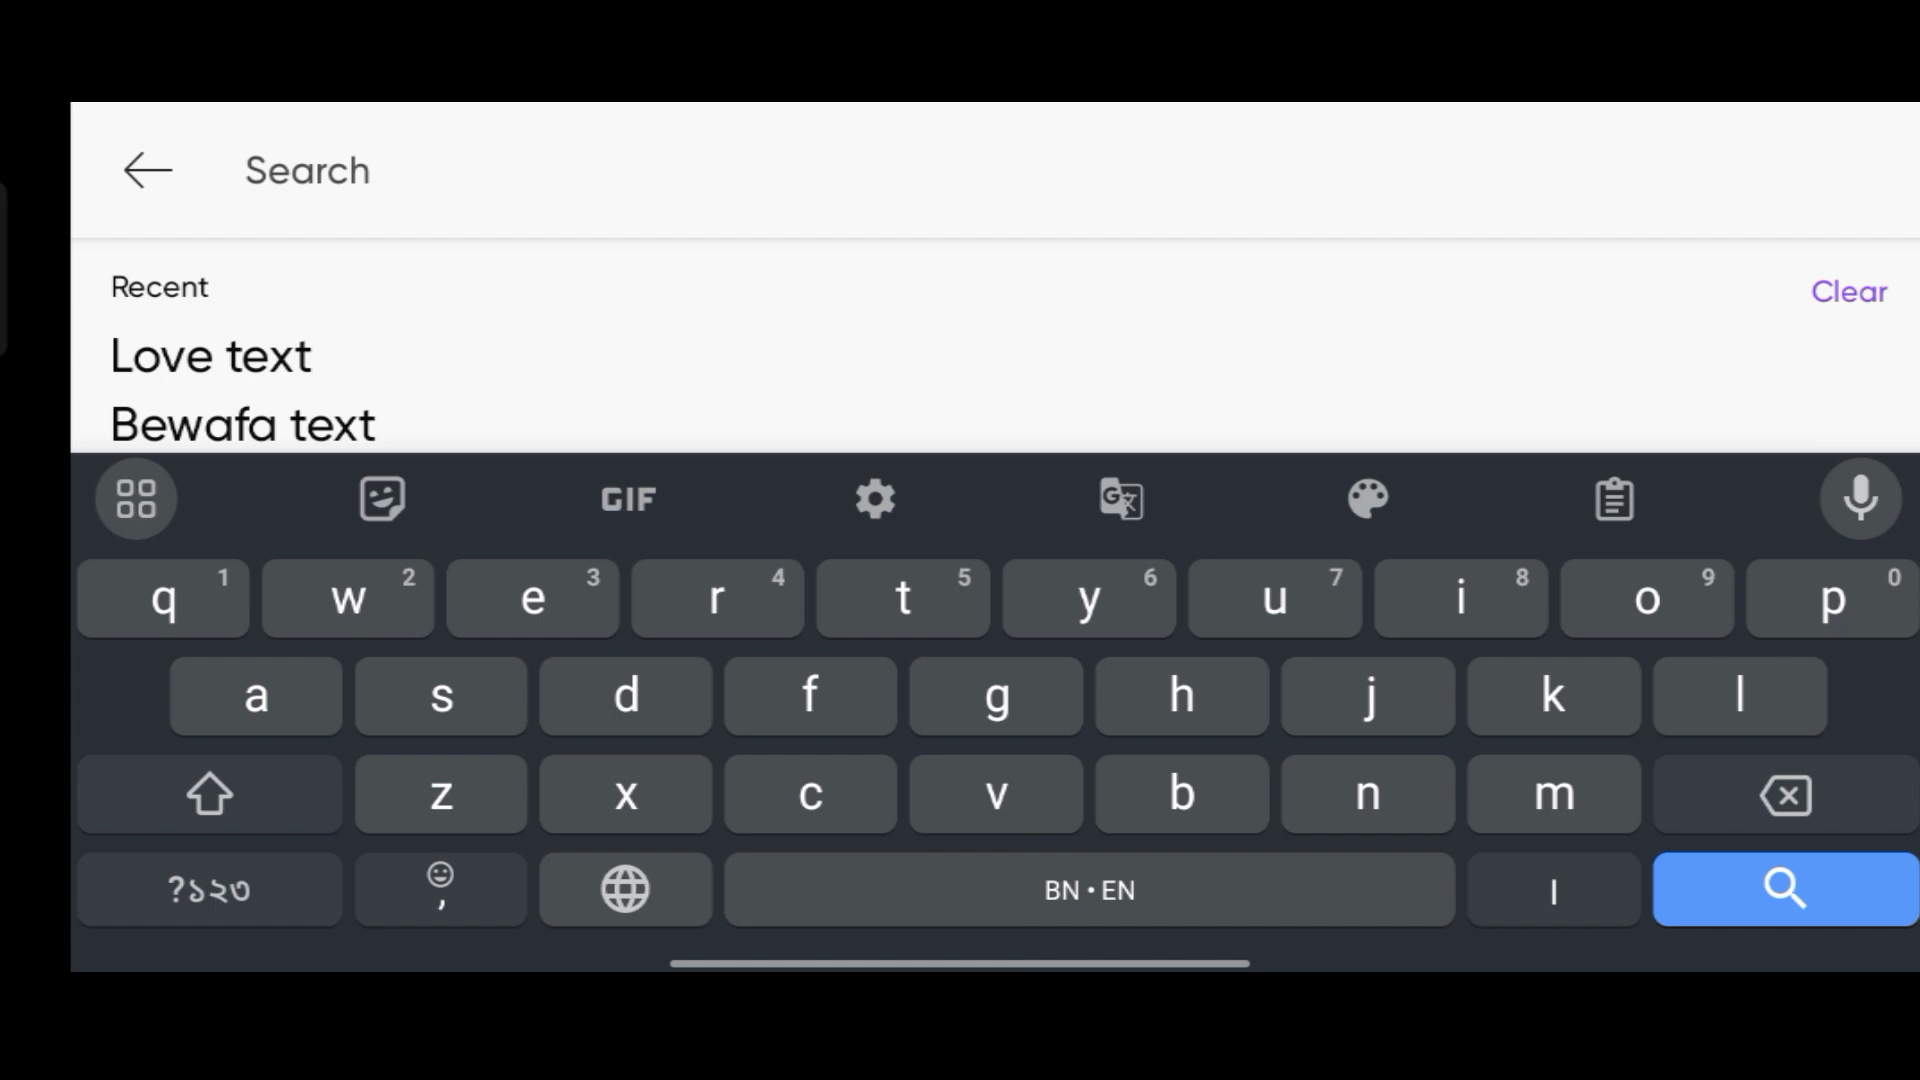 Search
Recent
Clear
Love text
Bewafa text
GIF
G
q 1 w 2 e 3 r 4 t 5 y 6 u 7 i 8 o 9 p 0
a s d f g h j k l
z x c v b n m
?১২৩ , BN • EN ।